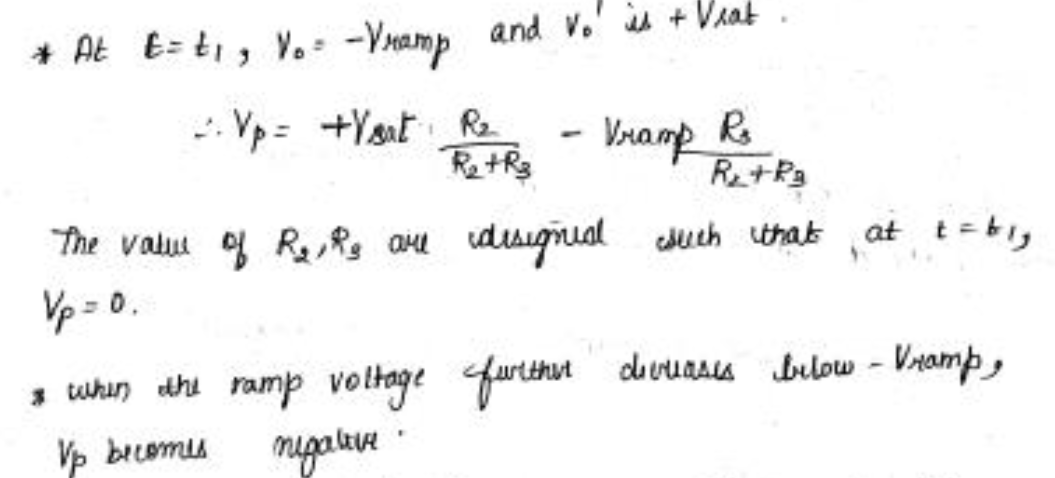 * At t=t₁, V₀ = -Vramp and V₀' is +Vsat.
∴ Vp = +Vsat · R₂/(R₂+R₃) - Vramp R₃/(R₂+R₃)
The value of R₂, R₃ are designed such that at t=t₁,
Vp = 0.
* when the ramp voltage further decreases below -Vramp,
Vp becomes negative.